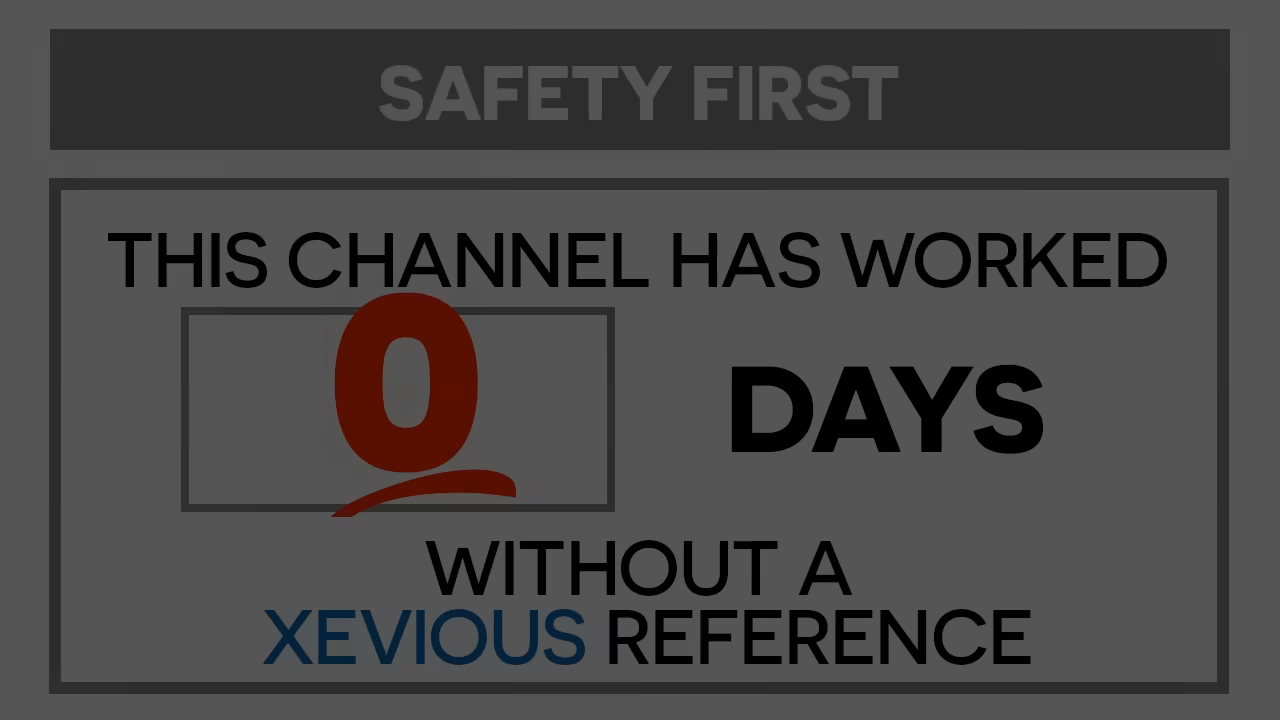 SAFETY FIRST
THIS CHANNEL HAS WORKED
0 DAYS
WITHOUT A
XEVIOUS REFERENCE